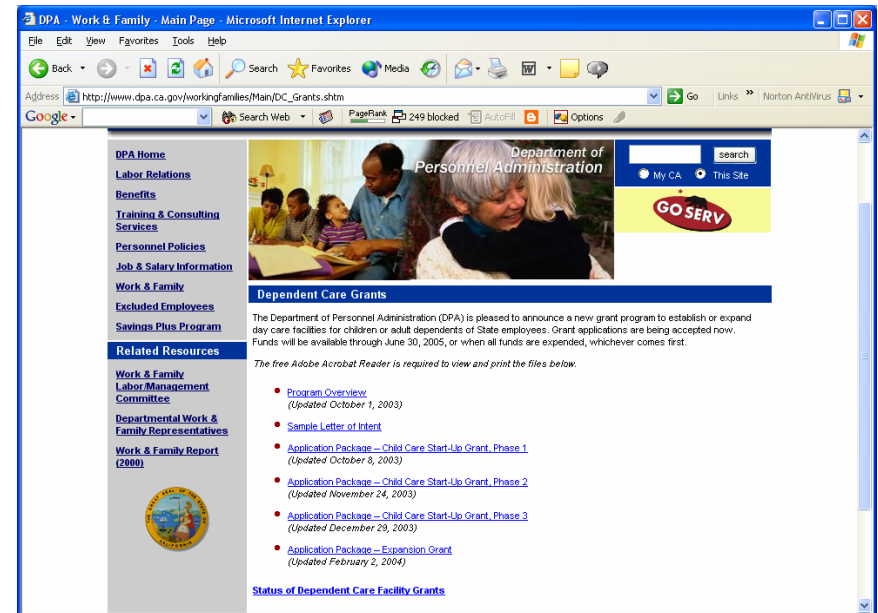 DPA - Work & Family - Main Page - Microsoft Internet Explorer
File Edit View Favorites Tools Help
Back Search Favorites Media
Address http://www.dpa.ca.gov/workingfamilies/Main/DC_Grants.shtm Go Links » Norton AntiVirus
Google Search Web PageRank 249 blocked AutoFill Options
DPA Home
Labor Relations
Benefits
Training & Consulting
Services
Personnel Policies
Job & Salary Information
Work & Family
Excluded Employees
Savings Plus Program
Related Resources
Work & Family
Labor/Management
Committee
Departmental Work &
Family Representatives
Work & Family Report
(2000)
Department of
Personnel Administration
search
My CA This Site
GO SERV
Dependent Care Grants
The Department of Personnel Administration (DPA) is pleased to announce a new grant program to establish or expand
day care facilities for children or adult dependents of State employees. Grant applications are being accepted now.
Funds will be available through June 30, 2005, or when all funds are expended, whichever comes first.
The free Adobe Acrobat Reader is required to view and print the files below.
Program Overview
(Updated October 1, 2003)
Sample Letter of Intent
Application Package – Child Care Start-Up Grant, Phase 1
(Updated October 8, 2003)
Application Package – Child Care Start-Up Grant, Phase 2
(Updated November 24, 2003)
Application Package – Child Care Start-Up Grant, Phase 3
(Updated December 29, 2003)
Application Package – Expansion Grant
(Updated February 2, 2004)
Status of Dependent Care Facility Grants